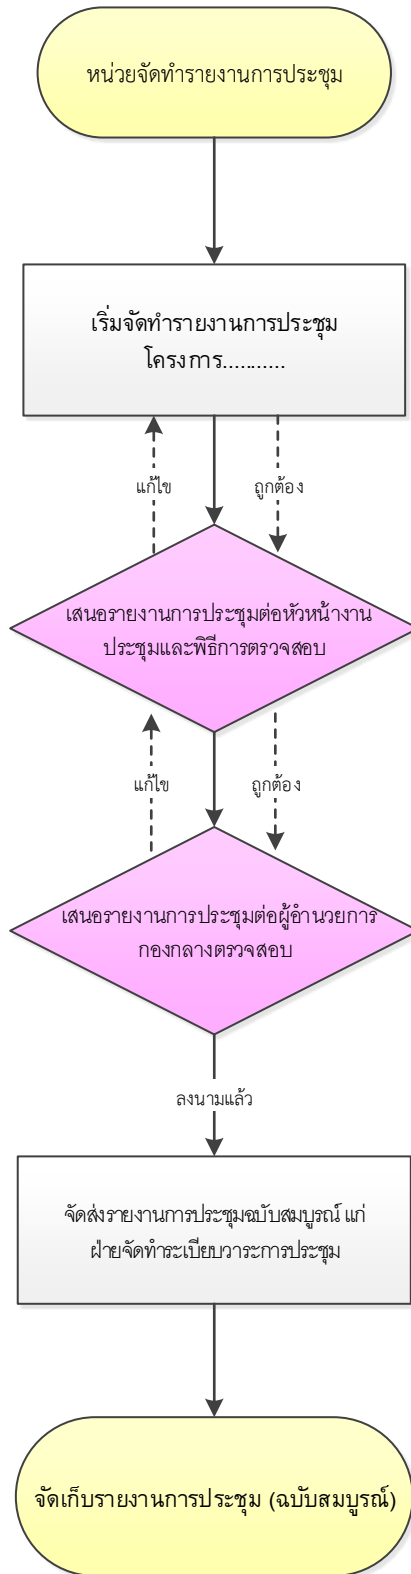 หน่วยจัดทำรายงานการประชุม
เริ่มจัดทำรายงานการประชุม
โครงการ...........
แก้ไข
ถูกต้อง
เสนอรายงานการประชุมต่อหัวหน้างาน
ประชุมและพิธีการตรวจสอบ
แก้ไข
ถูกต้อง
เสนอรายงานการประชุมต่อผู้อำนวยการ
กองกลางตรวจสอบ
ลงนามแล้ว
จัดส่งรายงานการประชุมฉบับสมบูรณ์ แก่
ฝ่ายจัดทำระเบียบวาระการประชุม
จัดเก็บรายงานการประชุม (ฉบับสมบูรณ์)